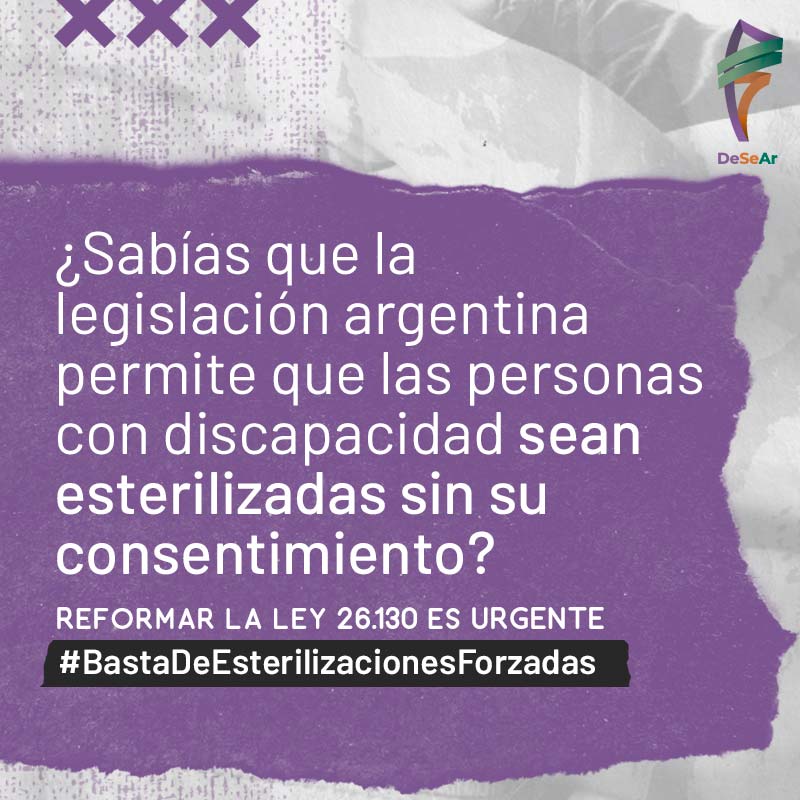 DeSeAr
¿Sabías que la
legislación argentina
permite que las personas
con discapacidad sean
esterilizadas sin su
consentimiento?
REFORMAR LA LEY 26.130 ES URGENTE
#BastaDeEsterilizacionesForzadas